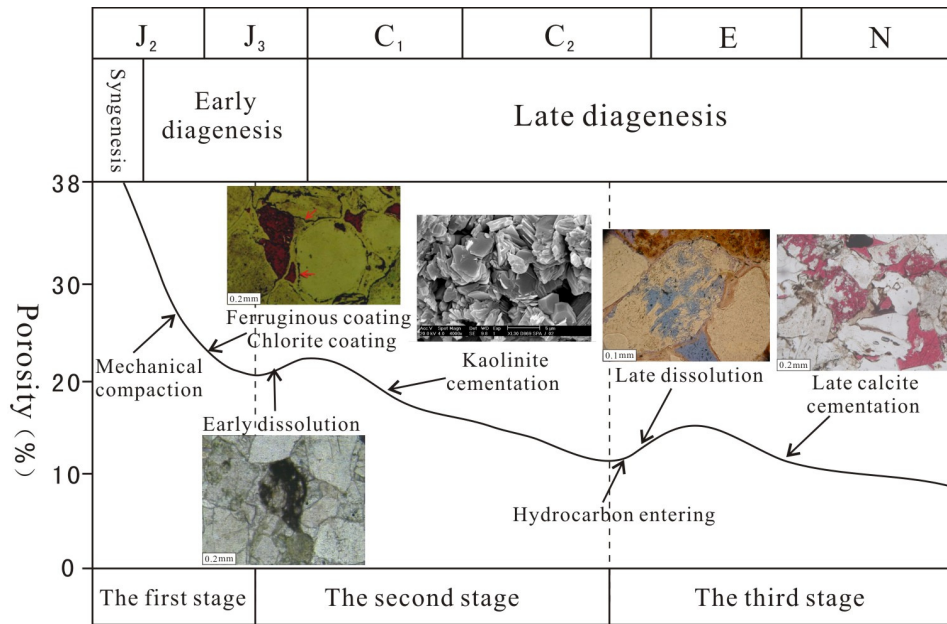 J₂ J₃ C₁ C₂ E N
Syngenesis
Early
diagenesis
Late diagenesis
Porosity (%)
38
30
20
10
0
0.2mm
Ferruginous coating
Chlorite coating
Mechanical
compaction
Early dissolution
0.2mm
Kaolinite
cementation
5 μm
0.1mm
Late dissolution
Hydrocarbon entering
0.2mm
Late calcite
cementation
The first stage
The second stage
The third stage